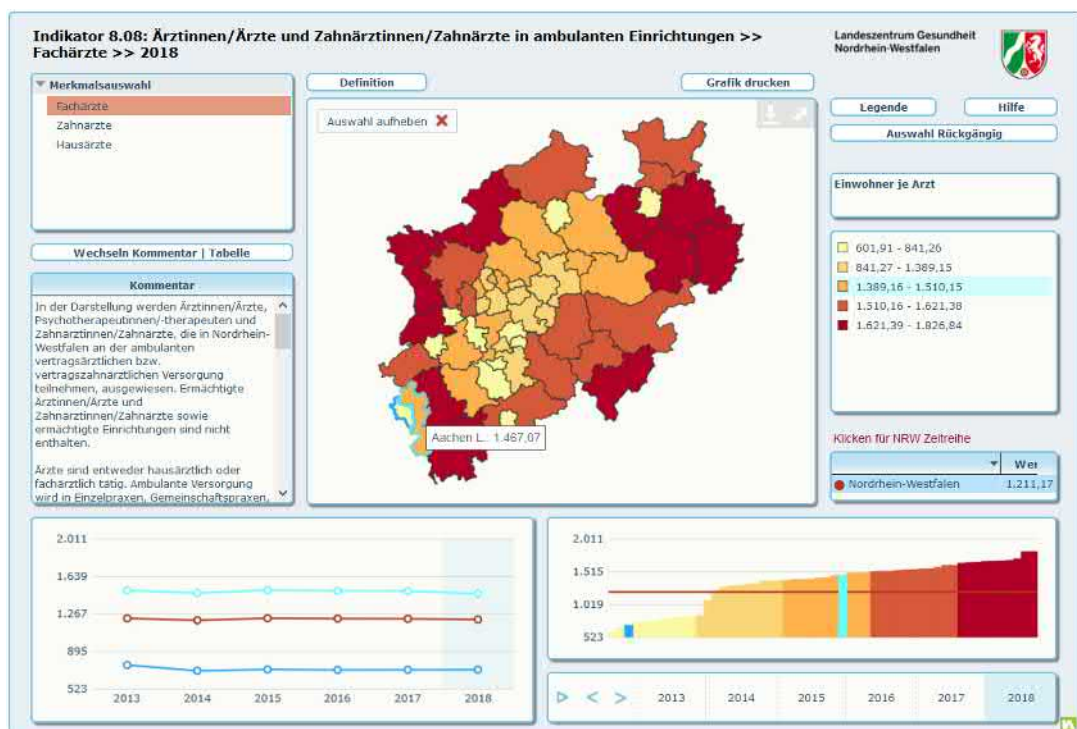 Indikator 8.08: Ärztinnen/Ärzte und Zahnärztinnen/Zahnärzte in ambulanten Einrichtungen >>
Fachärzte >> 2018
Landeszentrum Gesundheit
Nordrhein-Westfalen
Merkmalsauswahl
Fachärzte
Zahnärzte
Hausärzte
Definition
Grafik drucken
Auswahl aufheben
Legende
Hilfe
Auswahl Rückgängig
Einwohner je Arzt
601,91 - 841,26
841,27 - 1.389,15
1.389,16 - 1.510,15
1.510,16 - 1.621,38
1.621,39 - 1.826,84
Wechseln Kommentar | Tabelle
Kommentar
In der Darstellung werden Ärztinnen/Ärzte,
Psychotherapeutinnen/-therapeuten und
Zahnärztinnen/Zahnärzte, die in Nordrhein-
Westfalen an der ambulanten
vertragsärztlichen bzw.
vertragszahnärztlichen Versorgung
teilnehmen, ausgewiesen. Ermächtigte
Ärztinnen/Ärzte und
Zahnärztinnen/Zahnärzte sowie
ermächtigte Einrichtungen sind nicht
enthalten.
Ärzte sind entweder hausärztlich oder
fachärztlich tätig. Ambulante Versorgung
wird in Einzelpraxen, Gemeinschaftspraxen,
Aachen L.: 1.467,07
Klicken für NRW Zeitreihe
Wer
Nordrhein-Westfalen 1.211,17
2.011
1.639
1.267
895
523
2013 2014 2015 2016 2017 2018
2.011
1.515
1.019
523
2013 2014 2015 2016 2017 2018